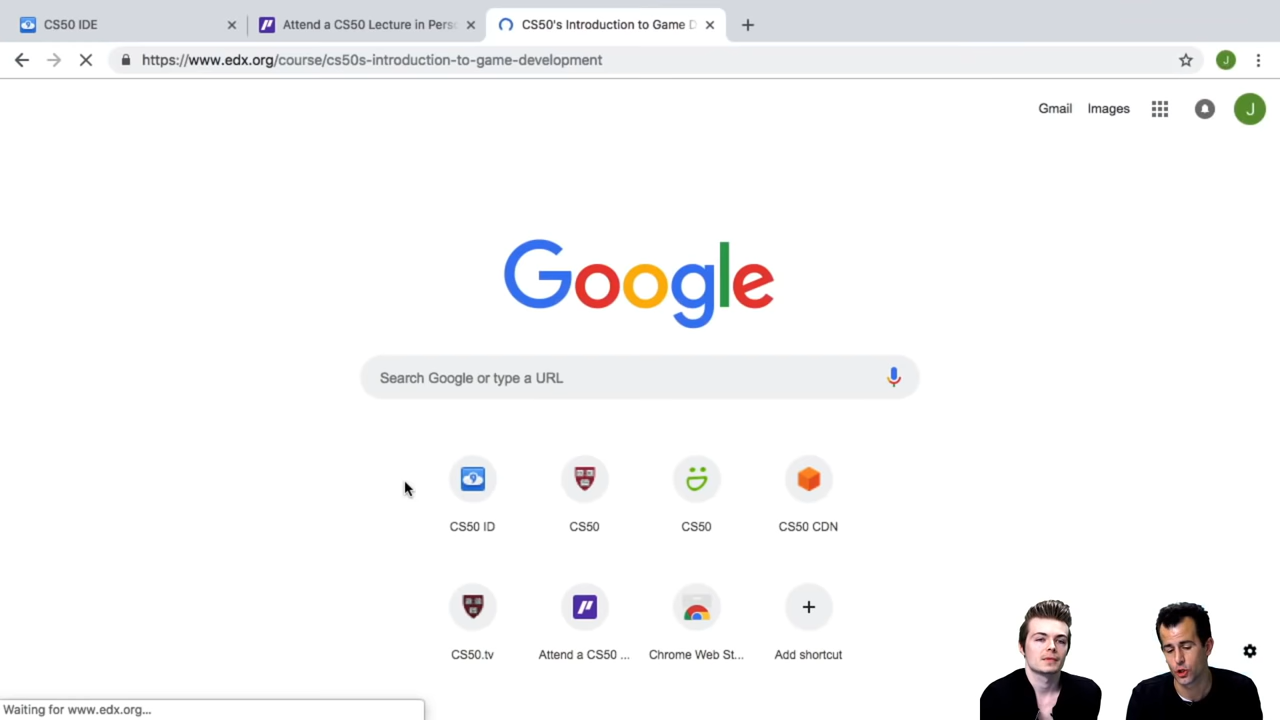 CS50 IDE
Attend a CS50 Lecture in Perso
CS50's Introduction to Game D
https://www.edx.org/course/cs50s-introduction-to-game-development
J
Gmail
Images
J
Google
Search Google or type a URL
CS50 ID
CS50
CS50
CS50 CDN
CS50.tv
Attend a CS50 ...
Chrome Web St...
Add shortcut
Waiting for www.edx.org...